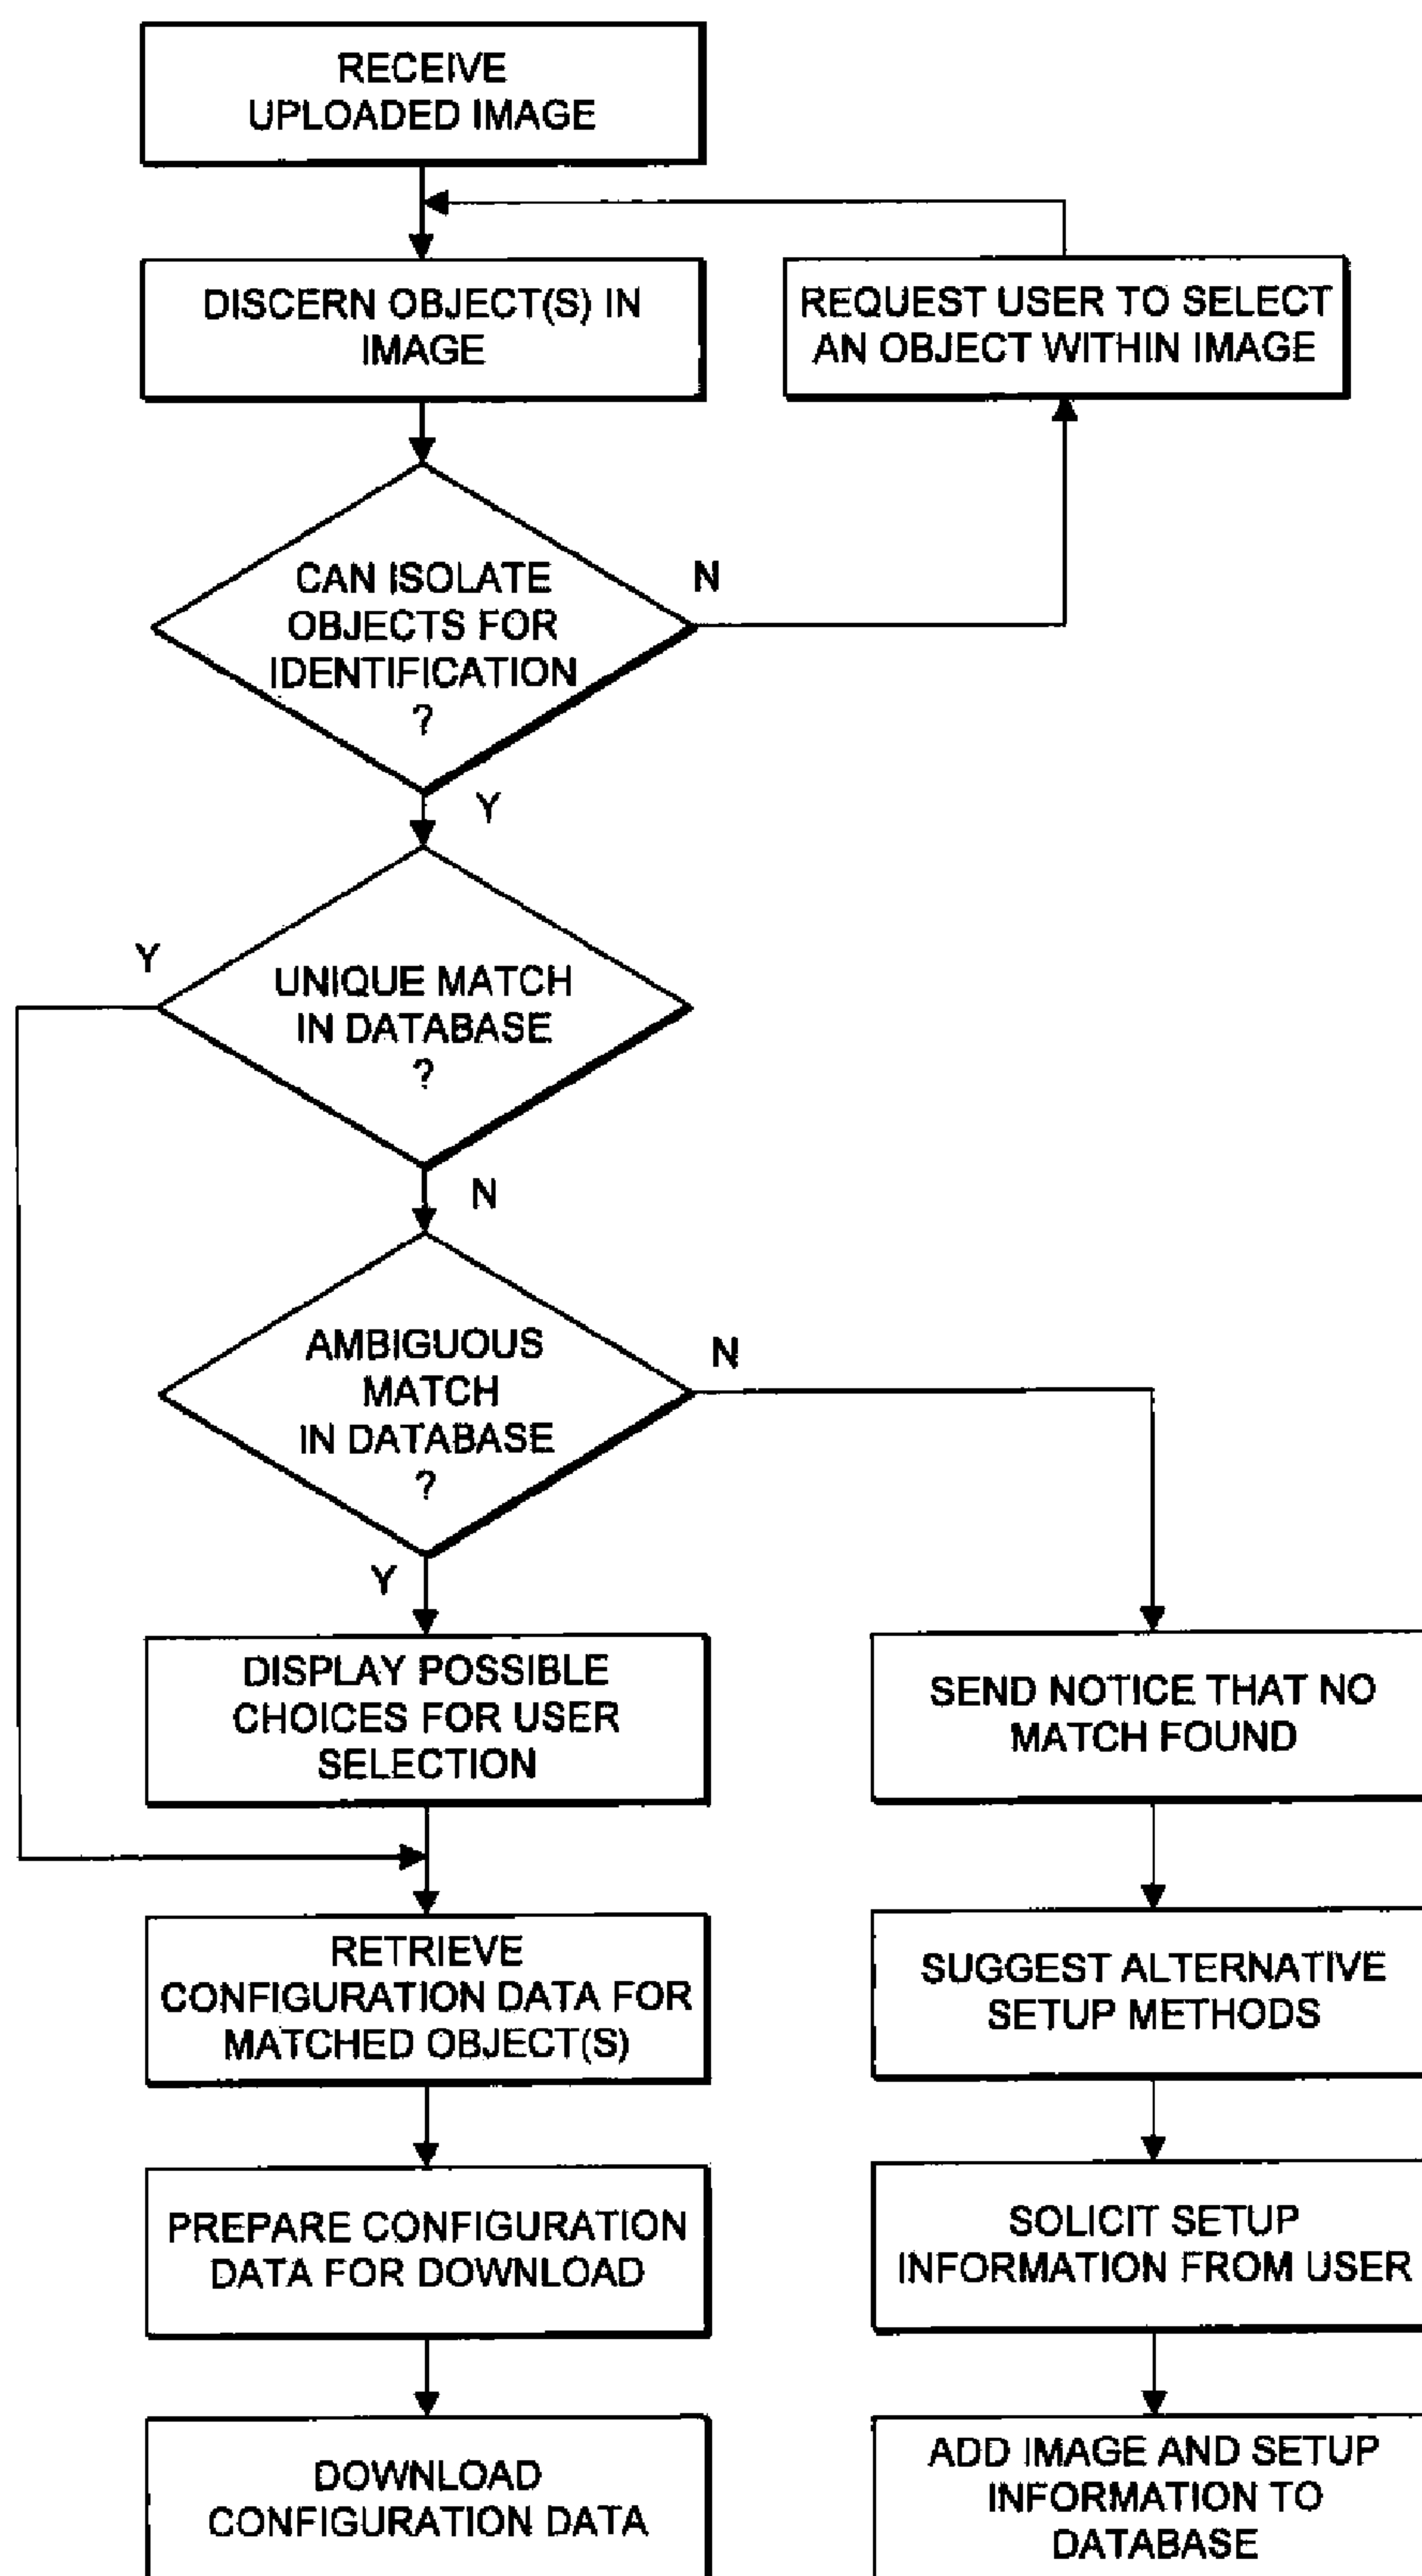 RECEIVE
UPLOADED IMAGE
DISCERN OBJECT(S) IN
IMAGE
REQUEST USER TO SELECT
AN OBJECT WITHIN IMAGE
CAN ISOLATE
OBJECTS FOR
IDENTIFICATION
?
N
Y
UNIQUE MATCH
IN DATABASE
?
Y
N
AMBIGUOUS
MATCH
IN DATABASE
?
N
Y
DISPLAY POSSIBLE
CHOICES FOR USER
SELECTION
SEND NOTICE THAT NO
MATCH FOUND
RETRIEVE
CONFIGURATION DATA FOR
MATCHED OBJECT(S)
SUGGEST ALTERNATIVE
SETUP METHODS
PREPARE CONFIGURATION
DATA FOR DOWNLOAD
SOLICIT SETUP
INFORMATION FROM USER
DOWNLOAD
CONFIGURATION DATA
ADD IMAGE AND SETUP
INFORMATION TO
DATABASE